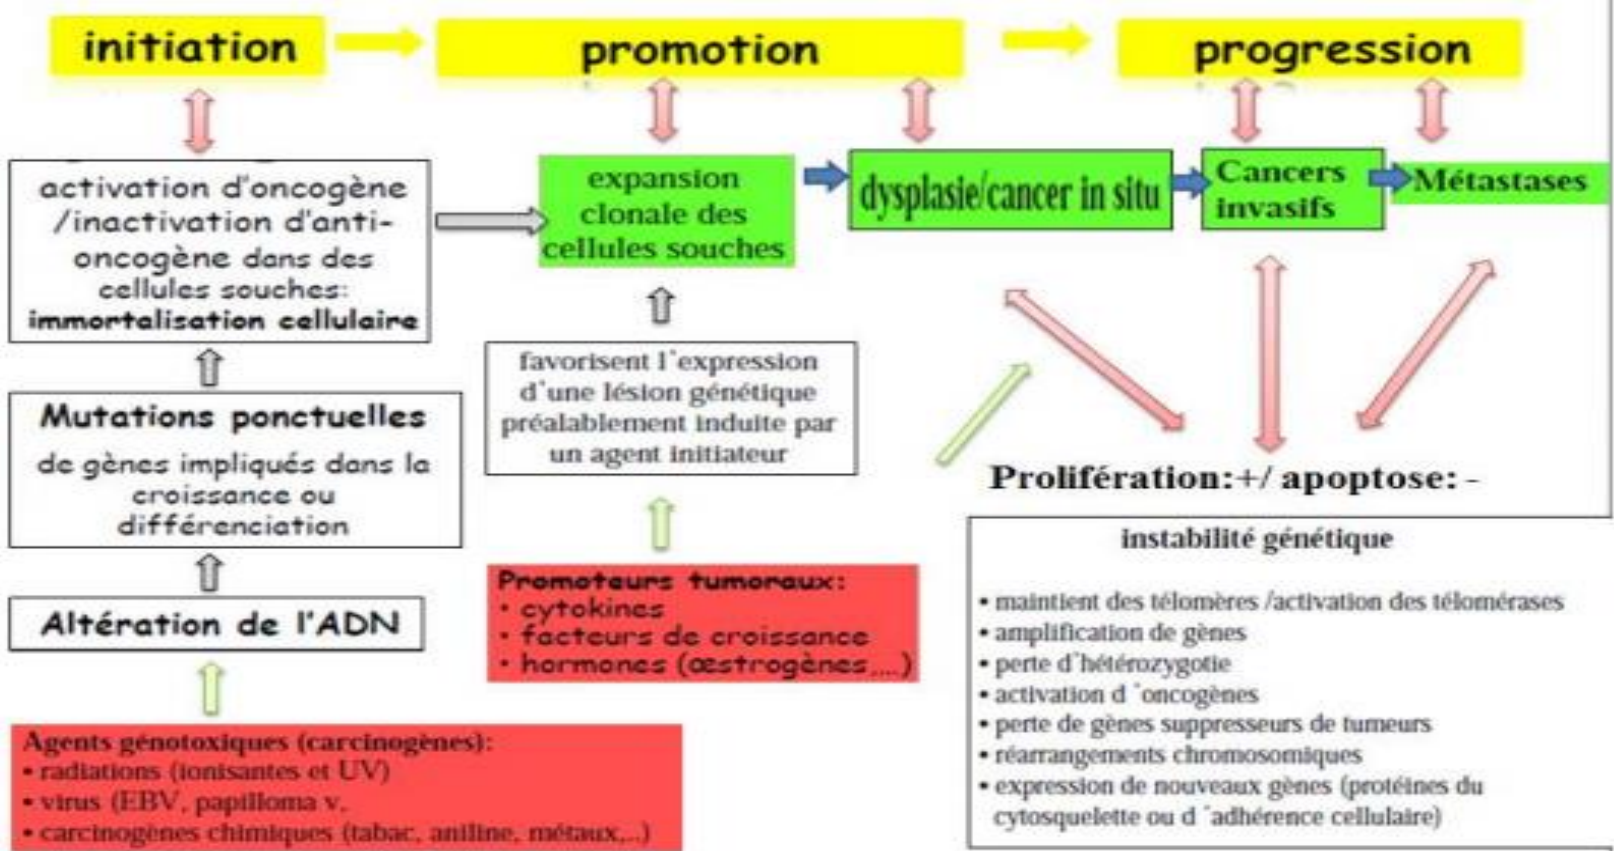 initiation
promotion
progression
activation d'oncogène
/inactivation d'anti-
oncogène dans des
cellules souches:
immortalisation cellulaire
expansion
clonale des
cellules souches
dysplasie/cancer in situ
Cancers
invasifs
Métastases
Mutations ponctuelles
de gènes impliqués dans la
croissance ou
différenciation
favorisent l'expression
d'une lésion génétique
préalablement induite par
un agent initiateur
Prolifération:+/ apoptose: -
Altération de l'ADN
Promoteurs tumoraux:
• cytokines
• facteurs de croissance
• hormones (œstrogènes,...)
instabilité génétique
• maintient des télomères /activation des télomérases
• amplification de gènes
• perte d'hétérozygotie
• activation d 'oncogènes
• perte de gènes suppresseurs de tumeurs
• réarrangements chromosomiques
• expression de nouveaux gènes (protéines du
cytosquelette ou d 'adhérence cellulaire)
Agents génotoxiques (carcinogènes):
• radiations (ionisantes et UV)
• virus (EBV, papilloma v,
• carcinogènes chimiques (tabac, aniline, métaux,..)